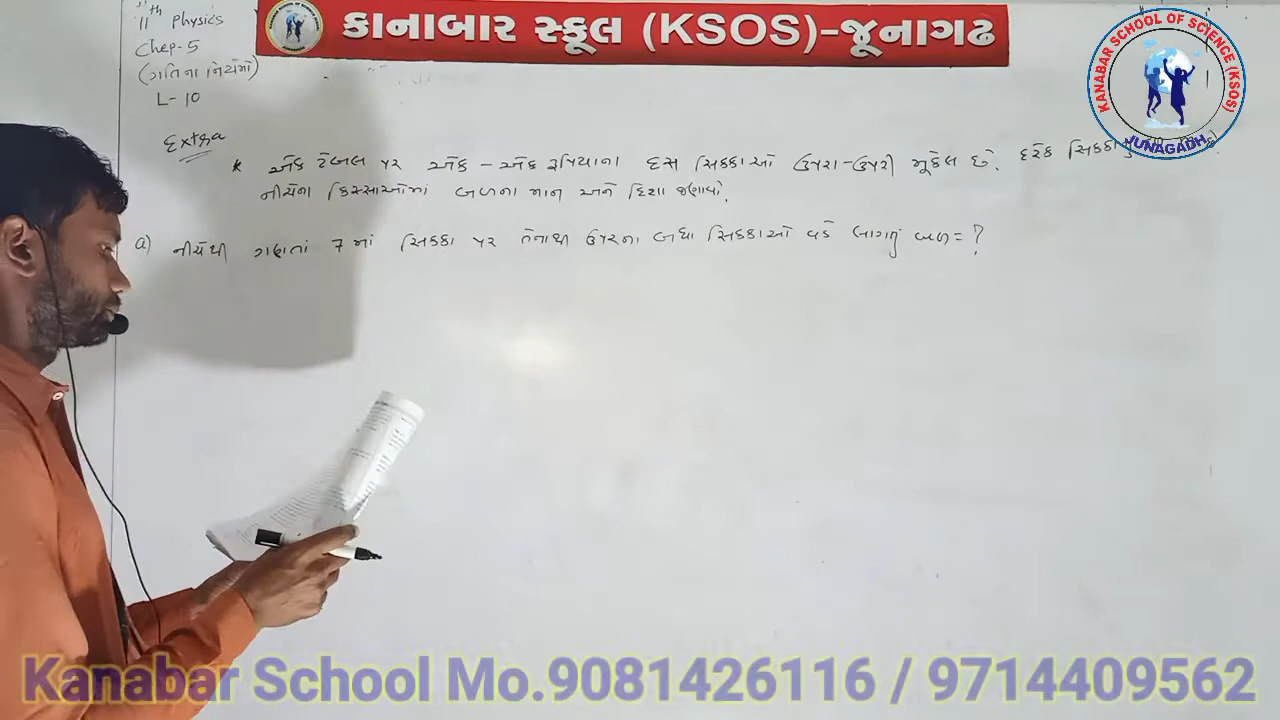 11th physics
Chep-5
(ગતિના નિયમો)
L-10
કાનાબાર સ્કૂલ (KSOS)-જૂનાગઢ
KANABAR SCHOOL OF SCIENCE (KSOS)
JUNAGADH
Extra
* એક ટેબલ પર એક-એક રૂપિયાના દસ સિક્કાઓ ઉપરા-ઉપરી મૂકેલ છે. દરેક સિક્કાનું
નીચેના કિસ્સાઓમાં બળના માન અને દિશા જણાવો.
a) નીચેથી ગણતાં 7માં સિક્કા પર તેનાથી ઉપરના બધા સિક્કાઓ વડે લાગતું બળ = ?
Kanabar School Mo.9081426116 / 9714409562